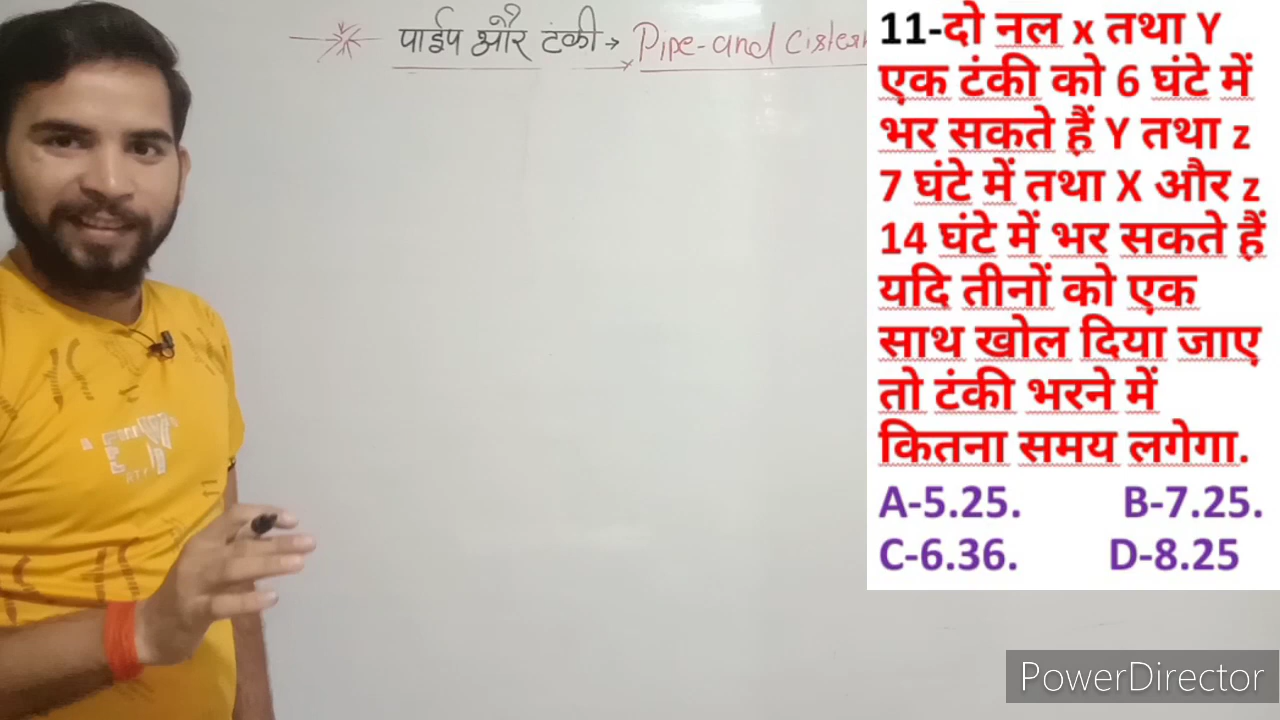 पाईप और टंकी → Pipe-and Cistern
11-दो नल x तथा Y
एक टंकी को 6 घंटे में
भर सकते हैं Y तथा z
7 घंटे में तथा X और z
14 घंटे में भर सकते हैं
यदि तीनों को एक
साथ खोल दिया जाए
तो टंकी भरने में
कितना समय लगेगा.
A-5.25. B-7.25.
C-6.36. D-8.25
PowerDirector